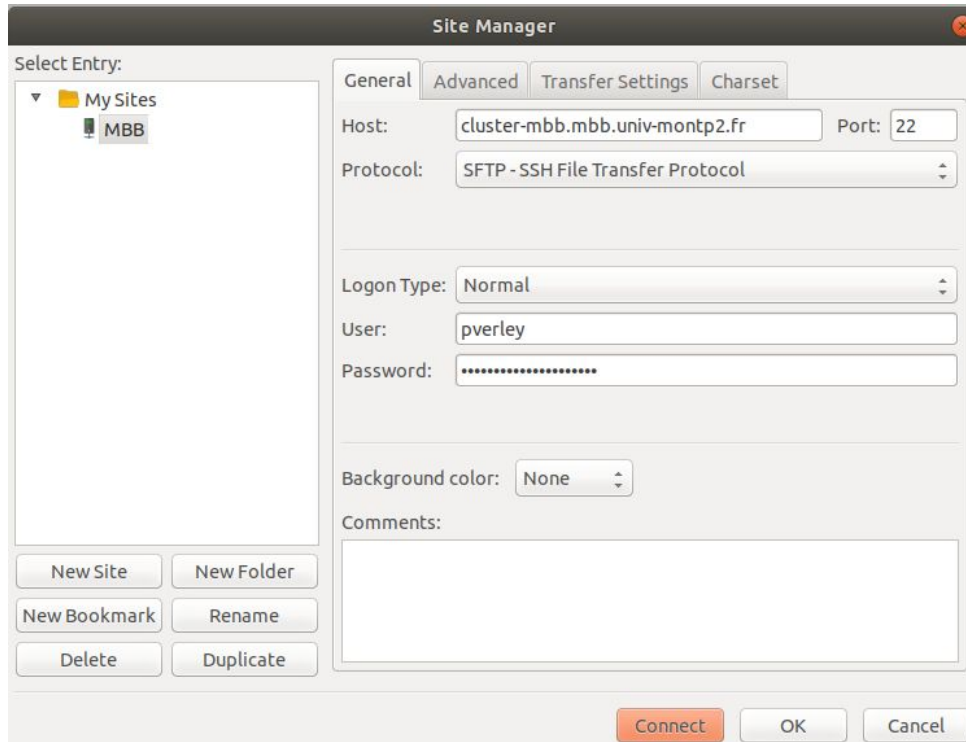 Site Manager
Select Entry:
My Sites
MBB
New Site New Folder
New Bookmark Rename
Delete Duplicate
General Advanced Transfer Settings Charset
Host: cluster-mbb.mbb.univ-montp2.fr Port: 22
Protocol: SFTP - SSH File Transfer Protocol
Logon Type: Normal
User: pverley
Password: •••••••••••••••••••••
Background color: None
Comments:
Connect OK Cancel